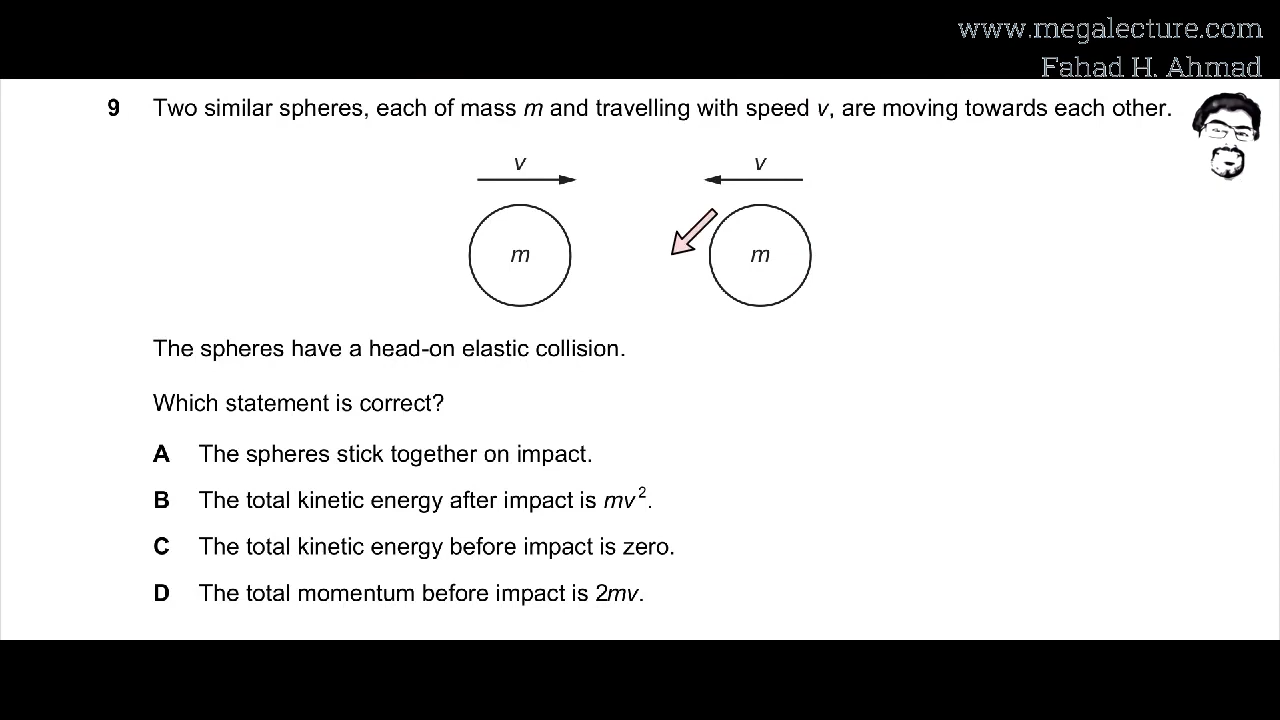 www.megalecture.com
Fahad H. Ahmad
9 Two similar spheres, each of mass m and travelling with speed v, are moving towards each other.
v v
m m
The spheres have a head-on elastic collision.
Which statement is correct?
A The spheres stick together on impact.
B The total kinetic energy after impact is mv².
C The total kinetic energy before impact is zero.
D The total momentum before impact is 2mv.